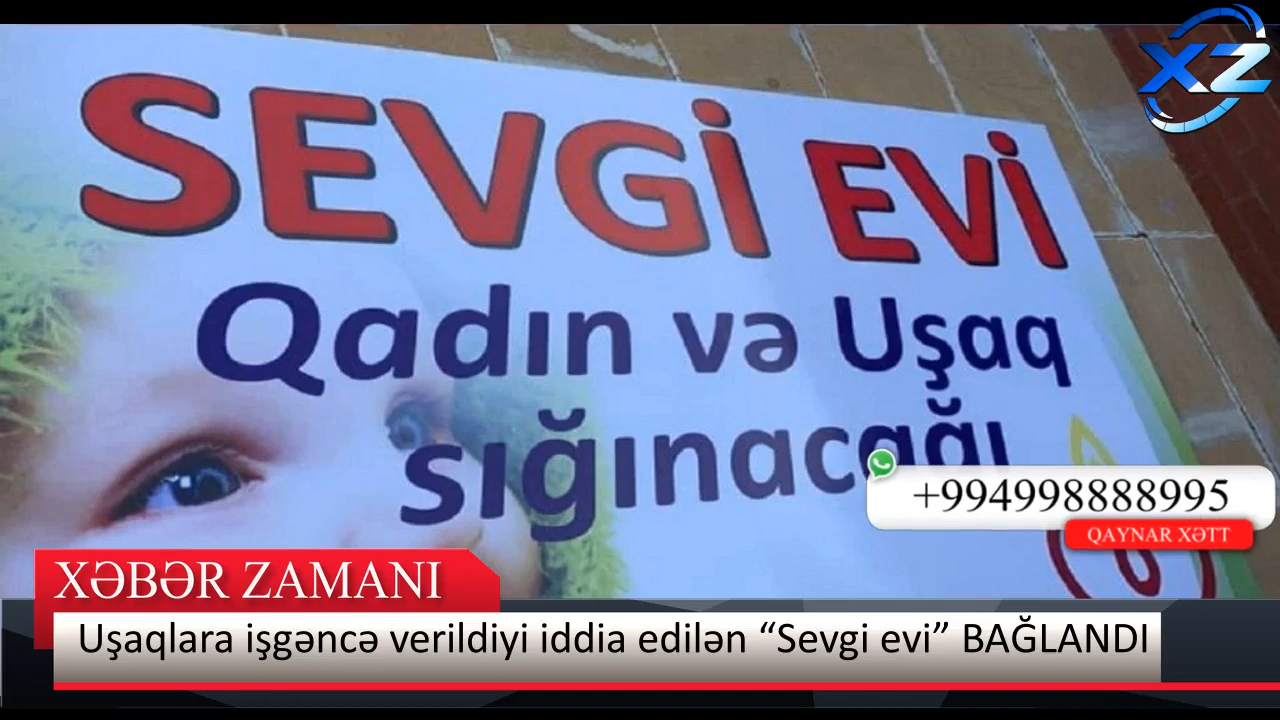 XZ
SEVGİ EVİ
Qadın və Uşaq
sığınacağı
+994998888995
QAYNAR XƏTT
XƏBƏR ZAMANI
Uşaqlara işgəncə verildiyi iddia edilən “Sevgi evi” BAĞLANDI